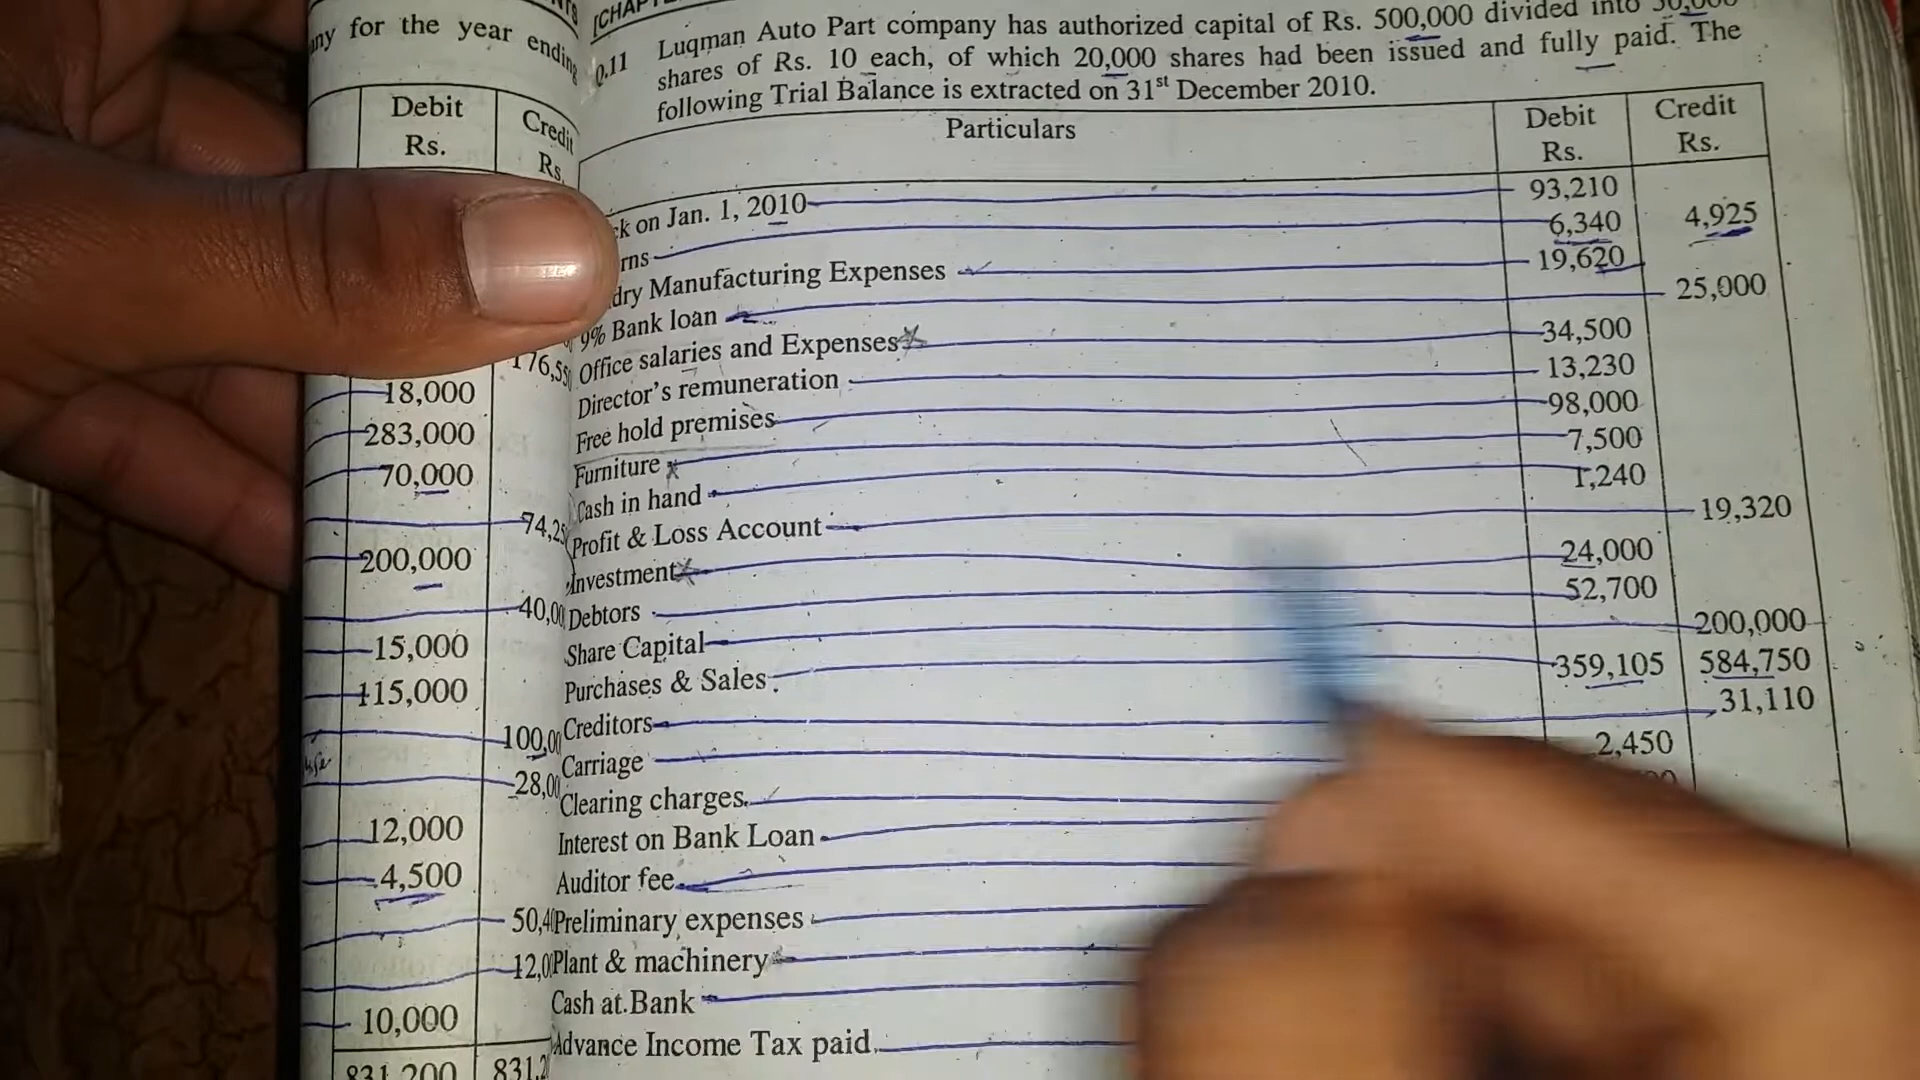 any for the year ending
Debit
Rs.
Credit
Rs.
18,000
283,000
70,000
200,000
15,000
115,000
12,000
4,500
10,000
831,200
Q.11 Luqman Auto Part company has authorized capital of Rs. 500,000 divided into 50,000
shares of Rs. 10 each, of which 20,000 shares had been issued and fully paid. The
following Trial Balance is extracted on 31st December 2010.
Particulars Debit Rs. Credit Rs.
on Jan. 1, 2010 93,210
6,340 4,925
Manufacturing Expenses 19,620
9% Bank loan 25,000
Office salaries and Expenses 34,500
Director's remuneration 13,230
Free hold premises 98,000
Furniture 7,500
Cash in hand 1,240
Profit & Loss Account 19,320
Investment 24,000
Debtors 52,700
Share Capital 200,000
Purchases & Sales 359,105 584,750
Creditors 31,110
Carriage 2,450
Clearing charges
Interest on Bank Loan
Auditor fee
Preliminary expenses
Plant & machinery
Cash at Bank
Advance Income Tax paid